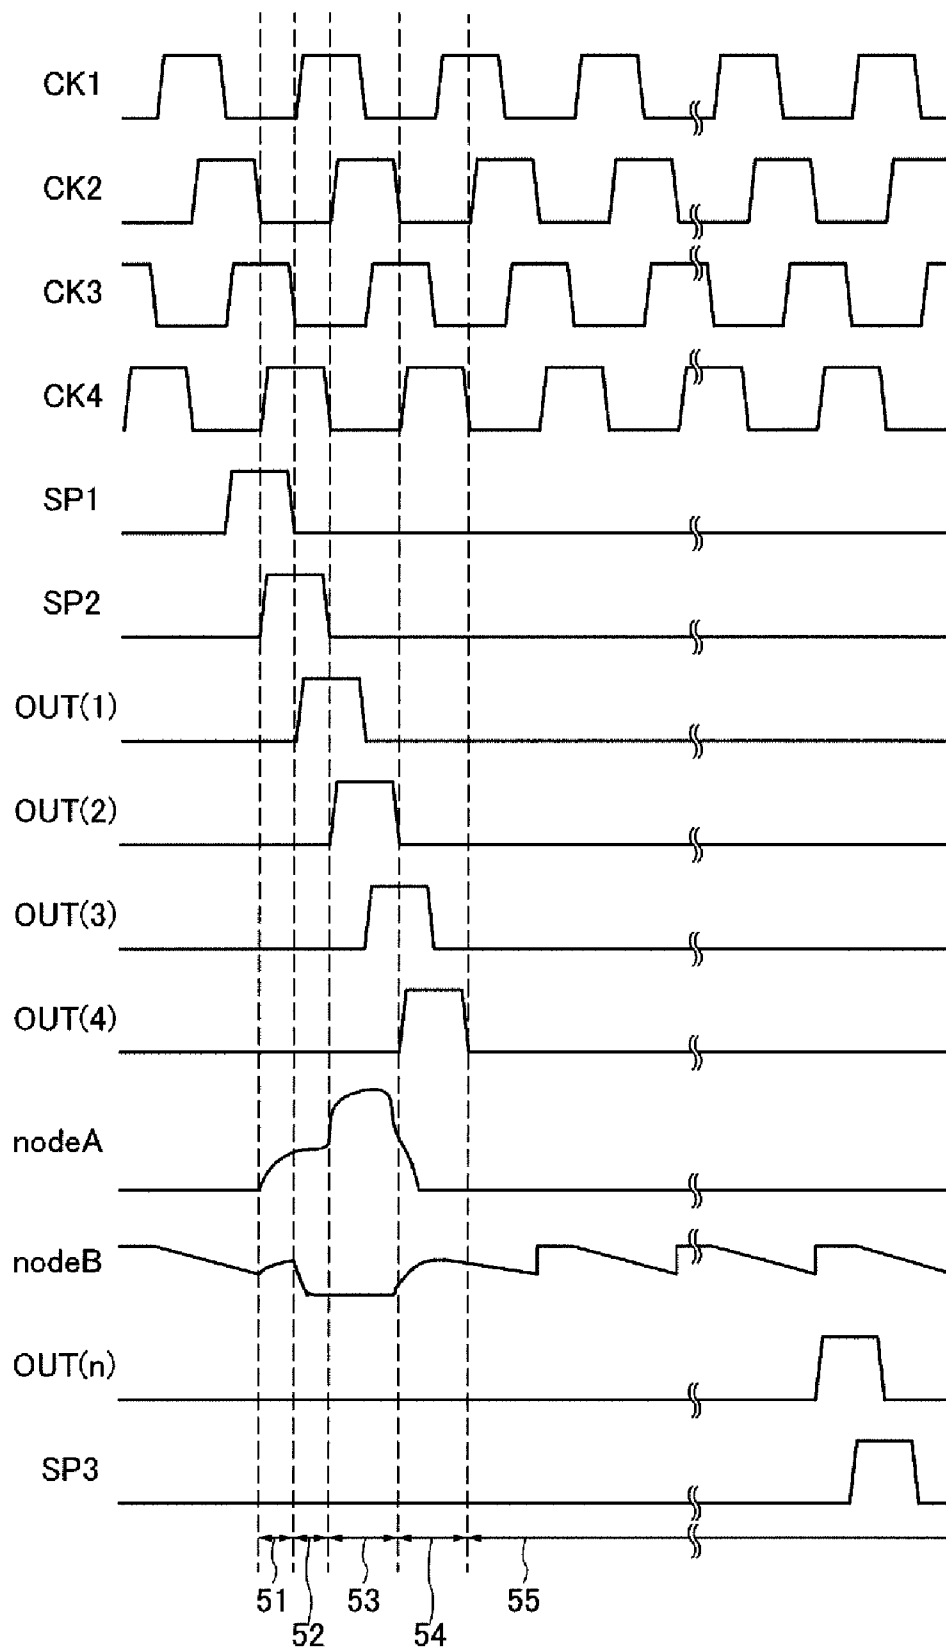 CK1
CK2
CK3
CK4
SP1
SP2
OUT(1)
OUT(2)
OUT(3)
OUT(4)
nodeA
nodeB
OUT(n)
SP3
51
52
53
54
55